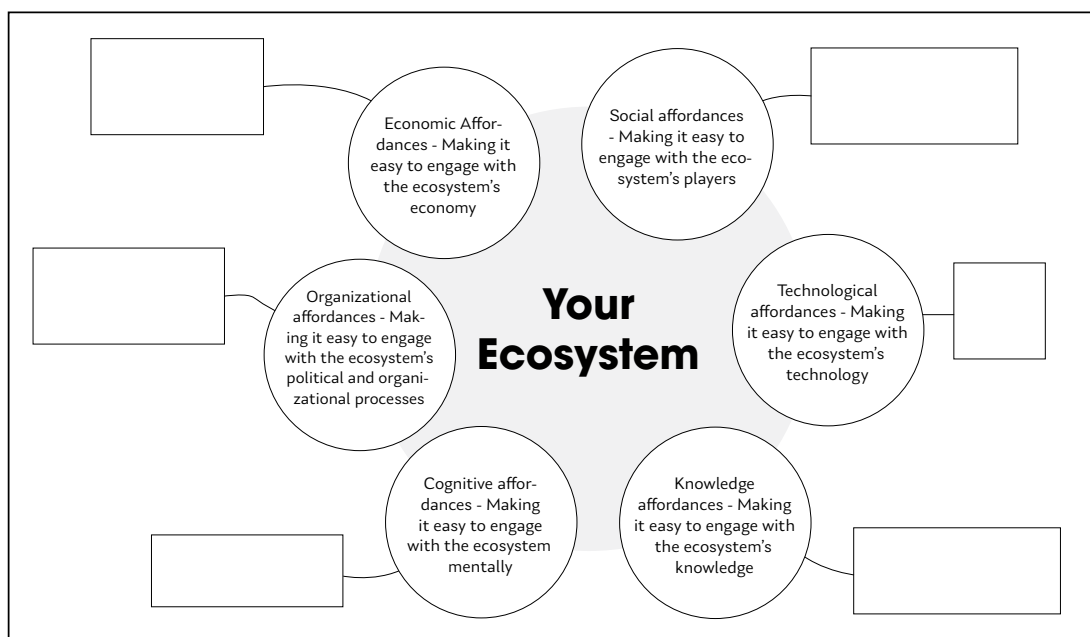 Economic Affor-
dances - Making it
easy to engage with
the ecosystem's
economy
Social affordances
- Making it easy to
engage with the eco-
system's players
Organizational
affordances - Mak-
ing it easy to engage
with the ecosystem's
political and organi-
zational processes
Your
Ecosystem
Technological
affordances - Making
it easy to engage with
the ecosystem's
technology
Cognitive affor-
dances - Making
it easy to engage
with the ecosystem
mentally
Knowledge
affordances - Making
it easy to engage with
the ecosystem's
knowledge